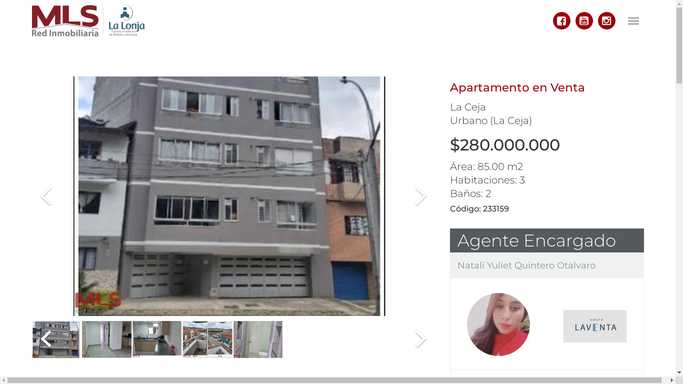 MLS
Red Inmobiliaria
La Lonja
Apartamento en Venta
La Ceja
Urbano (La Ceja)
$280.000.000
Área: 85.00 m2
Habitaciones: 3
Baños: 2
Código: 233159
Agente Encargado
Natali Yuliet Quintero Otalvaro
MLS
LAVENTA